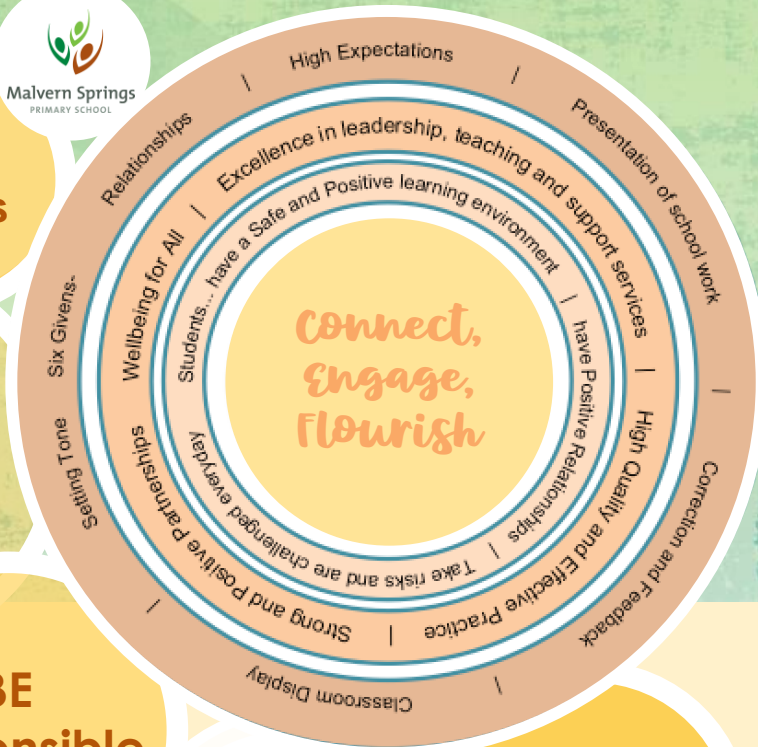 Malvern Springs
PRIMARY SCHOOL
Six Givens- Relationships | High Expectations | Presentation of school work | Correction and Feedback | Classroom Display | Setting Tone
Wellbeing for All | Excellence in leadership, teaching and support services | High Quality and Effective Practice | Strong and Positive Partnerships
Students... have a Safe and Positive learning environment | have Positive Relationships | Take risks and are challenged everyday
Connect,
Engage,
Flourish
s
BE